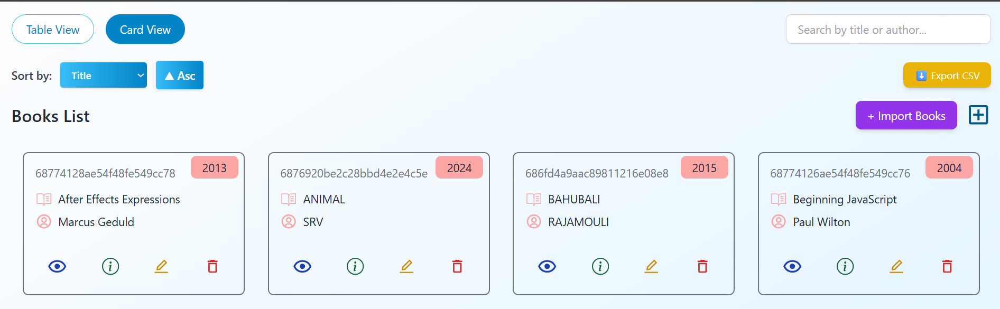 Table View
Card View
Search by title or author...
Sort by:
Title
▲ Asc
⬇ Export CSV
Books List
+ Import Books
68774128ae54f48fe549cc78
2013
After Effects Expressions
Marcus Geduld
6876920be2c28bbd4e2e4c5e
2024
ANIMAL
SRV
686fd4a9aac89811216e08e8
2015
BAHUBALI
RAJAMOULI
68774126ae54f48fe549cc76
2004
Beginning JavaScript
Paul Wilton